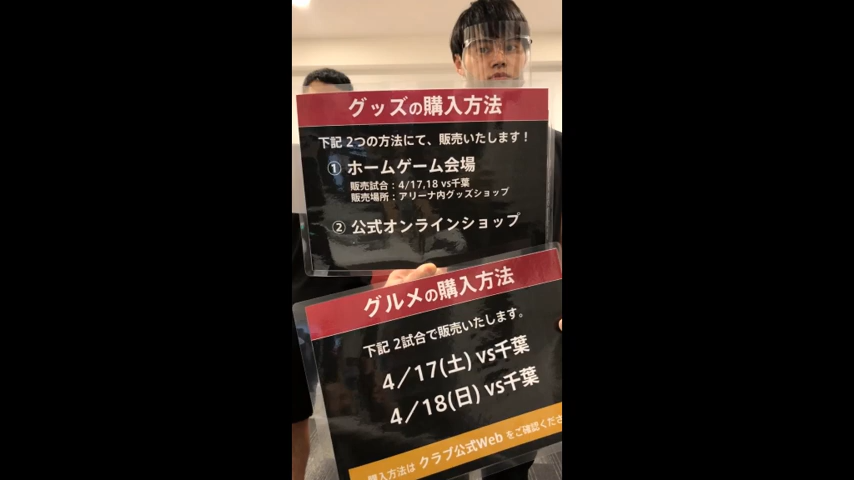 グッズの購入方法
下記 2つの方法にて、販売いたします！
① ホームゲーム会場
販売試合：4/17,18 vs千葉
販売場所：アリーナ内グッズショップ
② 公式オンラインショップ
グルメの購入方法
下記 2試合で販売いたします。
4／17(土) vs千葉
4／18(日) vs千葉
購入方法は クラブ公式Web をご確認くださ